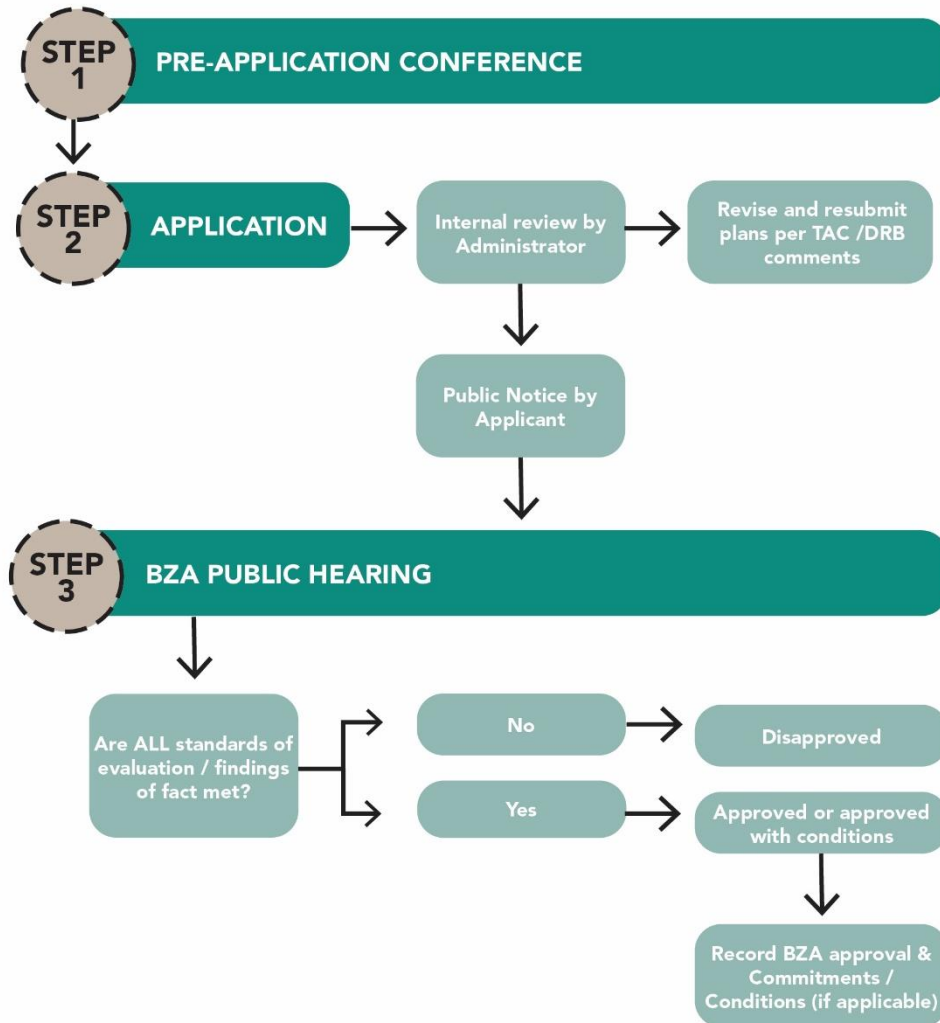 STEP
1
PRE-APPLICATION CONFERENCE
STEP
2
APPLICATION
Internal review by
Administrator
Revise and resubmit
plans per TAC /DRB
comments
Public Notice by
Applicant
STEP
3
BZA PUBLIC HEARING
Are ALL standards of
evaluation / findings
of fact met?
No
Disapproved
Yes
Approved or approved
with conditions
Record BZA approval &
Commitments /
Conditions (if applicable)